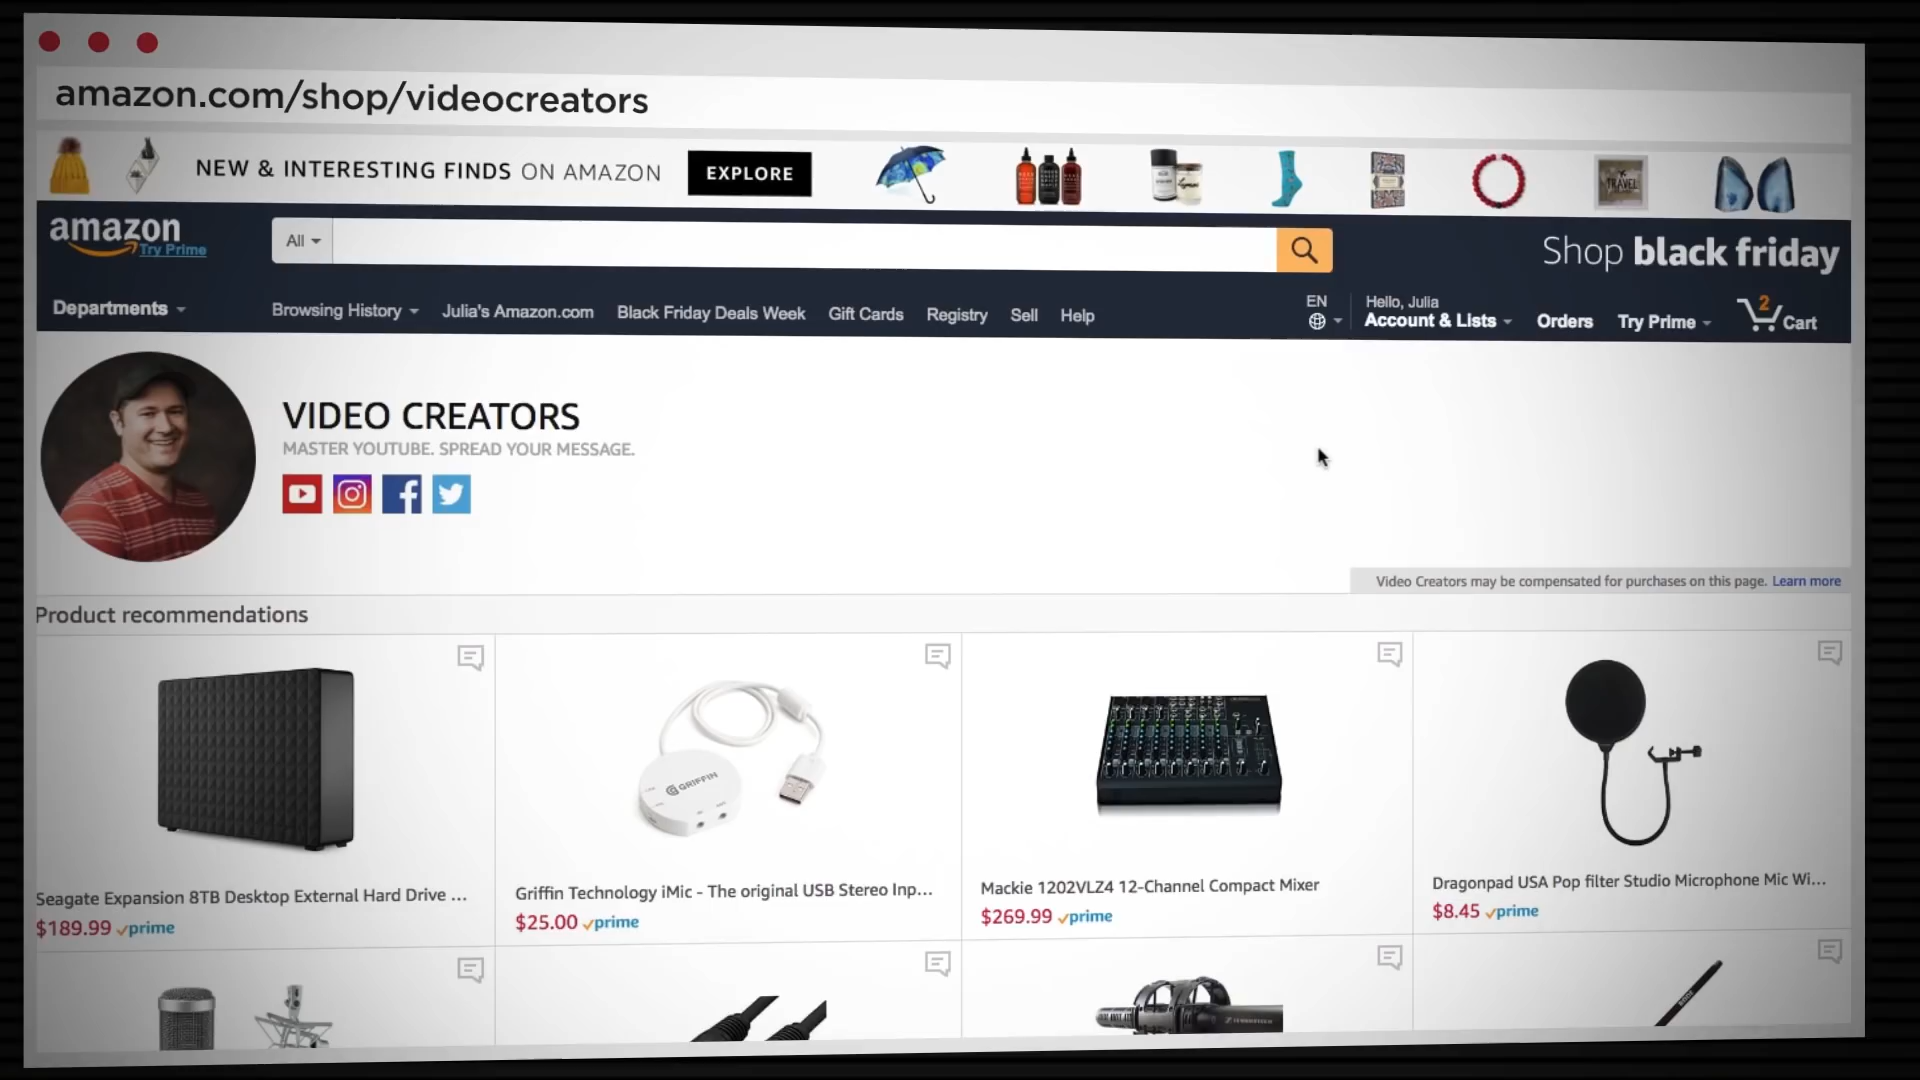 amazon.com/shop/videocreators
NEW & INTERESTING FINDS ON AMAZON
EXPLORE
TRAVEL
amazon
Try Prime
All
Shop black friday
Departments
Browsing History
Julia's Amazon.com
Black Friday Deals Week
Gift Cards
Registry
Sell
Help
EN
Hello, Julia
Account & Lists
Orders
Try Prime
2
Cart
VIDEO CREATORS
MASTER YOUTUBE. SPREAD YOUR MESSAGE.
Video Creators may be compensated for purchases on this page. Learn more
Product recommendations
GRIFFIN
Seagate Expansion 8TB Desktop External Hard Drive ...
$189.99 prime
Griffin Technology iMic - The original USB Stereo Inp...
$25.00 prime
Mackie 1202VLZ4 12-Channel Compact Mixer
$269.99 prime
Dragonpad USA Pop filter Studio Microphone Mic Wi...
$8.45 prime